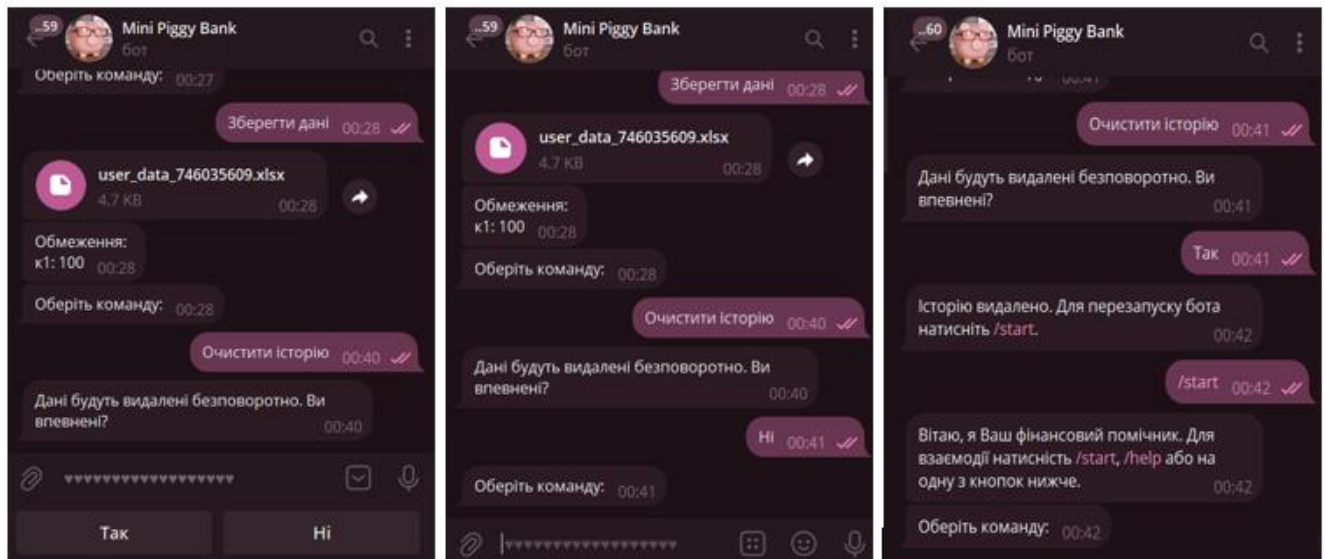 ..59
Mini Piggy Bank
бот
Оберіть команду: 00:27
Зберегти дані 00:28
user_data_746035609.xlsx
4.7 KB 00:28
Обмеження:
к1: 100 00:28
Оберіть команду: 00:28
Очистити історію 00:40
Дані будуть видалені безповоротно. Ви
впевнені? 00:40
Так
Ні
..59
Mini Piggy Bank
бот
Зберегти дані 00:28
user_data_746035609.xlsx
4.7 KB 00:28
Обмеження:
к1: 100 00:28
Оберіть команду: 00:28
Очистити історію 00:40
Дані будуть видалені безповоротно. Ви
впевнені? 00:40
Ні 00:41
Оберіть команду: 00:41
..60
Mini Piggy Bank
бот
00:41
Очистити історію 00:41
Дані будуть видалені безповоротно. Ви
впевнені? 00:41
Так 00:41
Історію видалено. Для перезапуску бота
натисніть /start. 00:42
/start 00:42
Вітаю, я Ваш фінансовий помічник. Для
взаємодії натисність /start, /help або на
одну з кнопок нижче. 00:42
Оберіть команду: 00:42